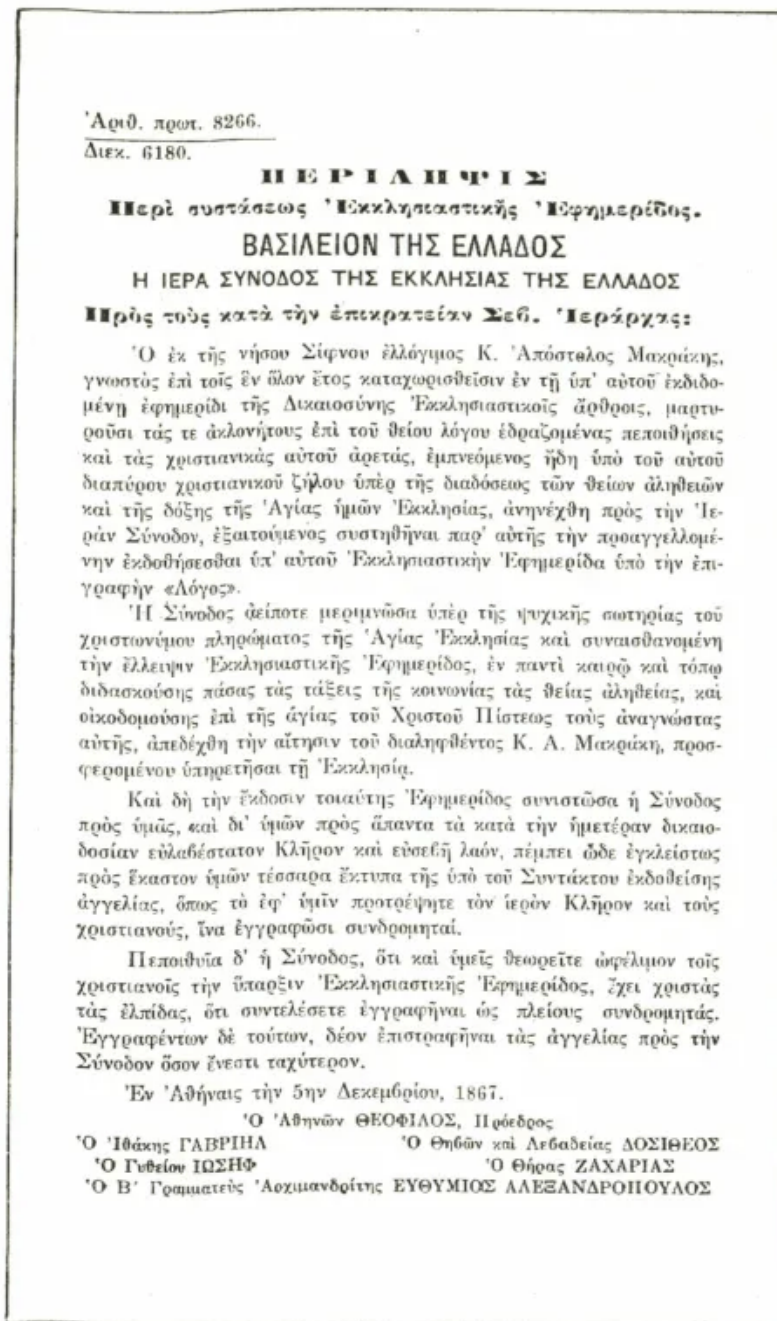 Ἀριθ. πρωτ. 8266.
Διεκ. 6180.
ΠΕΡΙΛΗΨΙΣ
Περὶ συστάσεως Ἐκκλησιαστικῆς Ἐφημερίδος.
ΒΑΣΙΛΕΙΟΝ ΤΗΣ ΕΛΛΑΔΟΣ
Η ΙΕΡΑ ΣΥΝΟΔΟΣ ΤΗΣ ΕΚΚΛΗΣΙΑΣ ΤΗΣ ΕΛΛΑΔΟΣ
Πρὸς τοὺς κατὰ τὴν ἐπικρατείαν Σεβ. Ἱεράρχας:
Ὁ ἐκ τῆς νήσου Σίφνου ἐλλόγιμος Κ. Ἀπόστολος Μακράκης,
γνωστὸς ἐπὶ τοῖς ἓν ὅλον ἔτος καταχωρισθεῖσιν ἐν τῇ ὑπ' αὐτοῦ ἐκδιδο-
μένῃ ἐφημερίδι τῆς Δικαιοσύνης Ἐκκλησιαστικοῖς ἄρθροις, μαρτυ-
ροῦσι τάς τε ἀκλονήτους ἐπὶ τοῦ θείου λόγου ἑδραζομένας πεποιθήσεις
καὶ τὰς χριστιανικὰς αὐτοῦ ἀρετάς, ἐμπνεόμενος ἤδη ὑπὸ τοῦ αὐτοῦ
διαπύρου χριστιανικοῦ ζήλου ὑπὲρ τῆς διαδόσεως τῶν θείων ἀληθειῶν
καὶ τῆς δόξης τῆς Ἁγίας ἡμῶν Ἐκκλησίας, ἀνηνέχθη πρὸς τὴν Ἱε-
ρὰν Σύνοδον, ἐξαιτούμενος συστηθῆναι παρ' αὐτῆς τὴν προαγγελλομέ-
νην ἐκδοθήσεσθαι ὑπ' αὐτοῦ Ἐκκλησιαστικὴν Ἐφημερίδα ὑπὸ τὴν ἐπι-
γραφὴν «Λόγος».
Ἡ Σύνοδος ἀείποτε μεριμνῶσα ὑπὲρ τῆς ψυχικῆς σωτηρίας τοῦ
χριστωνύμου πληρώματος τῆς Ἁγίας Ἐκκλησίας καὶ συναισθανομένη
τὴν ἔλλειψιν Ἐκκλησιαστικῆς Ἐφημερίδος, ἐν παντὶ καιρῷ καὶ τόπῳ
διδασκούσης πάσας τὰς τάξεις τῆς κοινωνίας τὰς θείας ἀληθείας, καὶ
οἰκοδομούσης ἐπὶ τῆς ἁγίας τοῦ Χριστοῦ Πίστεως τοὺς ἀναγνώστας
αὐτῆς, ἀπεδέχθη τὴν αἴτησιν τοῦ διαληφθέντος Κ. Α. Μακράκη, προσ-
φερομένου ὑπηρετῆσαι τῇ Ἐκκλησίᾳ.
Καὶ δὴ τὴν ἔκδοσιν τοιαύτης Ἐφημερίδος συνιστῶσα ἡ Σύνοδος
πρὸς ὑμᾶς, καὶ δι' ὑμῶν πρὸς ἅπαντα τὰ κατὰ τὴν ἡμετέραν δικαιο-
δοσίαν εὐλαβέστατον Κλῆρον καὶ εὐσεβῆ λαόν, πέμπει ὧδε ἐγκλείστως
πρὸς ἕκαστον ὑμῶν τέσσαρα ἔκτυπα τῆς ὑπὸ τοῦ Συντάκτου ἐκδοθείσης
ἀγγελίας, ὅπως τὸ ἐφ' ὑμῖν προτρέψητε τὸν ἱερὸν Κλῆρον καὶ τοὺς
χριστιανούς, ἵνα ἐγγραφῶσι συνδρομηταί.
Πεποιθυῖα δ' ἡ Σύνοδος, ὅτι καὶ ὑμεῖς θεωρεῖτε ὠφέλιμον τοῖς
χριστιανοῖς τὴν ὕπαρξιν Ἐκκλησιαστικῆς Ἐφημερίδος, ἔχει χριστὰς
τὰς ἐλπίδας, ὅτι συντελέσετε ἐγγραφῆναι ὡς πλείους συνδρομητάς.
Ἐγγραφέντων δὲ τούτων, δέον ἐπιστραφῆναι τὰς ἀγγελίας πρὸς τὴν
Σύνοδον ὅσον ἔνεστι ταχύτερον.
Ἐν Ἀθήναις τὴν 5ην Δεκεμβρίου, 1867.
Ὁ Ἀθηνῶν ΘΕΟΦΙΛΟΣ, Πρόεδρος
Ὁ Ἰθάκης ΓΑΒΡΙΗΛ Ὁ Θηβῶν καὶ Λεβαδείας ΔΟΣΙΘΕΟΣ
Ὁ Γυθείου ΙΩΣΗΦ Ὁ Θήρας ΖΑΧΑΡΙΑΣ
Ὁ Β' Γραμματεὺς Ἀρχιμανδρίτης ΕΥΘΥΜΙΟΣ ΑΛΕΞΑΝΔΡΟΠΟΥΛΟΣ